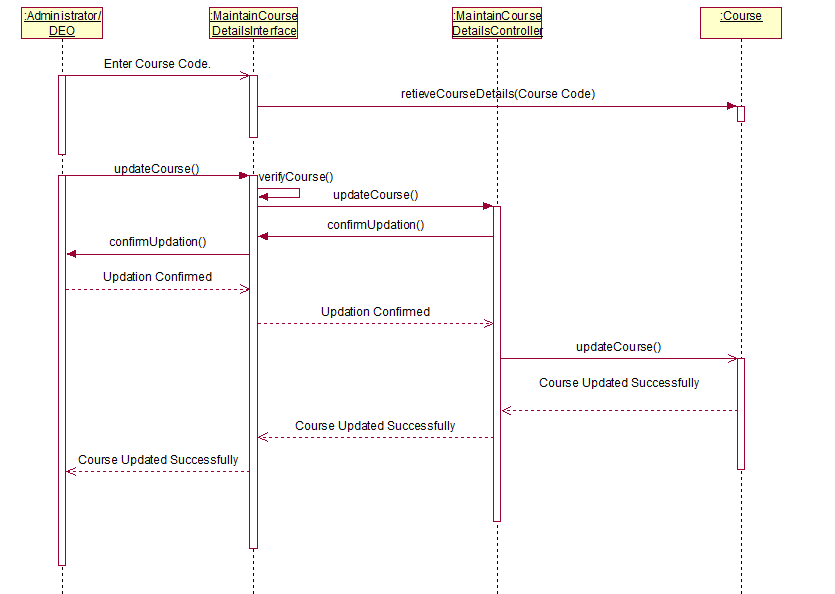 :Administrator/
DEO
:MaintainCourse
DetailsInterface
:MaintainCourse
DetailsController
:Course
Enter Course Code.
retieveCourseDetails(Course Code)
updateCourse()
verifyCourse()
updateCourse()
confirmUpdation()
confirmUpdation()
Updation Confirmed
Updation Confirmed
updateCourse()
Course Updated Successfully
Course Updated Successfully
Course Updated Successfully